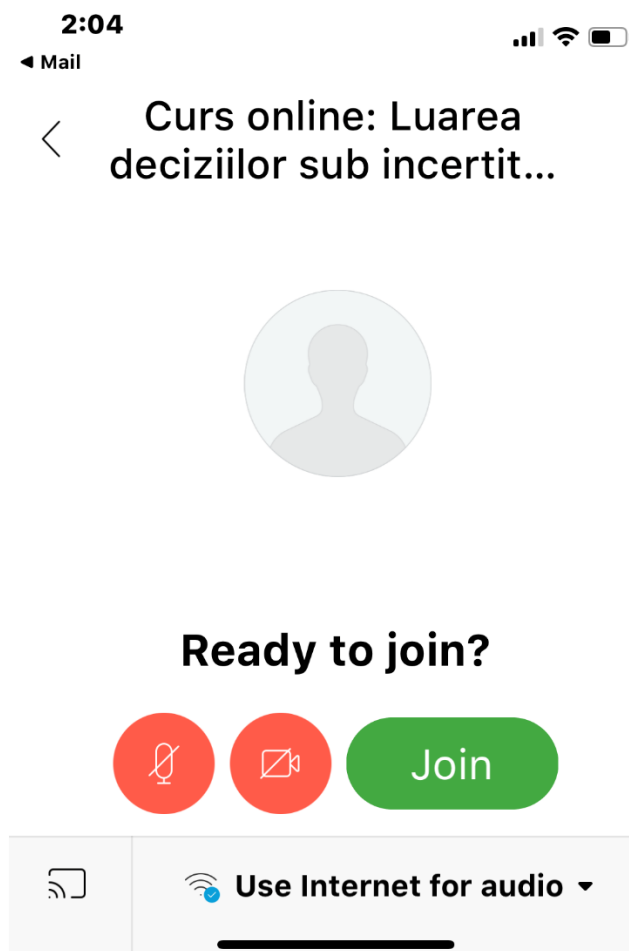 2:04
Mail
Curs online: Luarea
deciziilor sub incertit...
Ready to join?
Join
Use Internet for audio